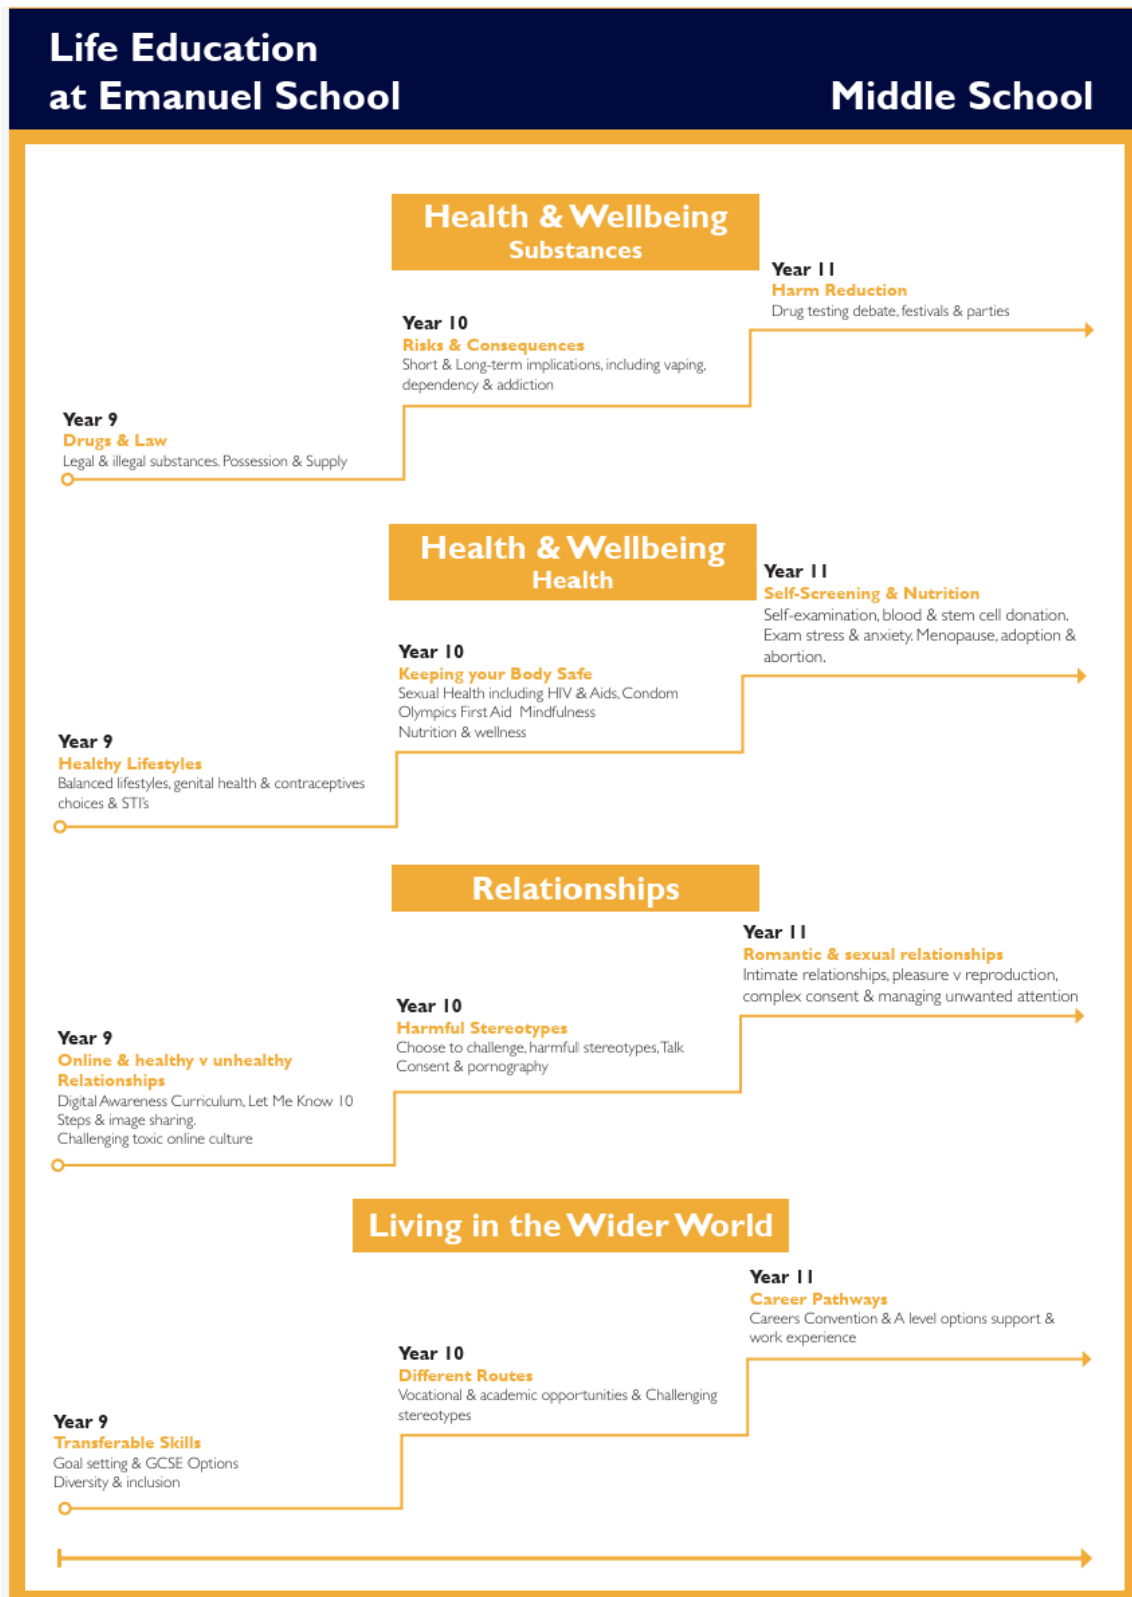 Life Education
at Emanuel School
Middle School
Health & Wellbeing
Substances
Year 11
Harm Reduction
Drug testing debate, festivals & parties
Year 10
Risks & Consequences
Short & Long-term implications, including vaping,
dependency & addiction
Year 9
Drugs & Law
Legal & illegal substances. Possession & Supply
Health & Wellbeing
Health
Year 11
Self-Screening & Nutrition
Self-examination, blood & stem cell donation.
Exam stress & anxiety. Menopause, adoption &
abortion.
Year 10
Keeping your Body Safe
Sexual Health including HIV & Aids, Condom
Olympics First Aid Mindfulness
Nutrition & wellness
Year 9
Healthy Lifestyles
Balanced lifestyles, genital health & contraceptives
choices & STI's
Relationships
Year 11
Romantic & sexual relationships
Intimate relationships, pleasure v reproduction,
complex consent & managing unwanted attention
Year 10
Harmful Stereotypes
Choose to challenge, harmful stereotypes, Talk
Consent & pornography
Year 9
Online & healthy v unhealthy
Relationships
Digital Awareness Curriculum, Let Me Know 10
Steps & image sharing.
Challenging toxic online culture
Living in the Wider World
Year 11
Career Pathways
Careers Convention & A level options support &
work experience
Year 10
Different Routes
Vocational & academic opportunities & Challenging
stereotypes
Year 9
Transferable Skills
Goal setting & GCSE Options
Diversity & inclusion